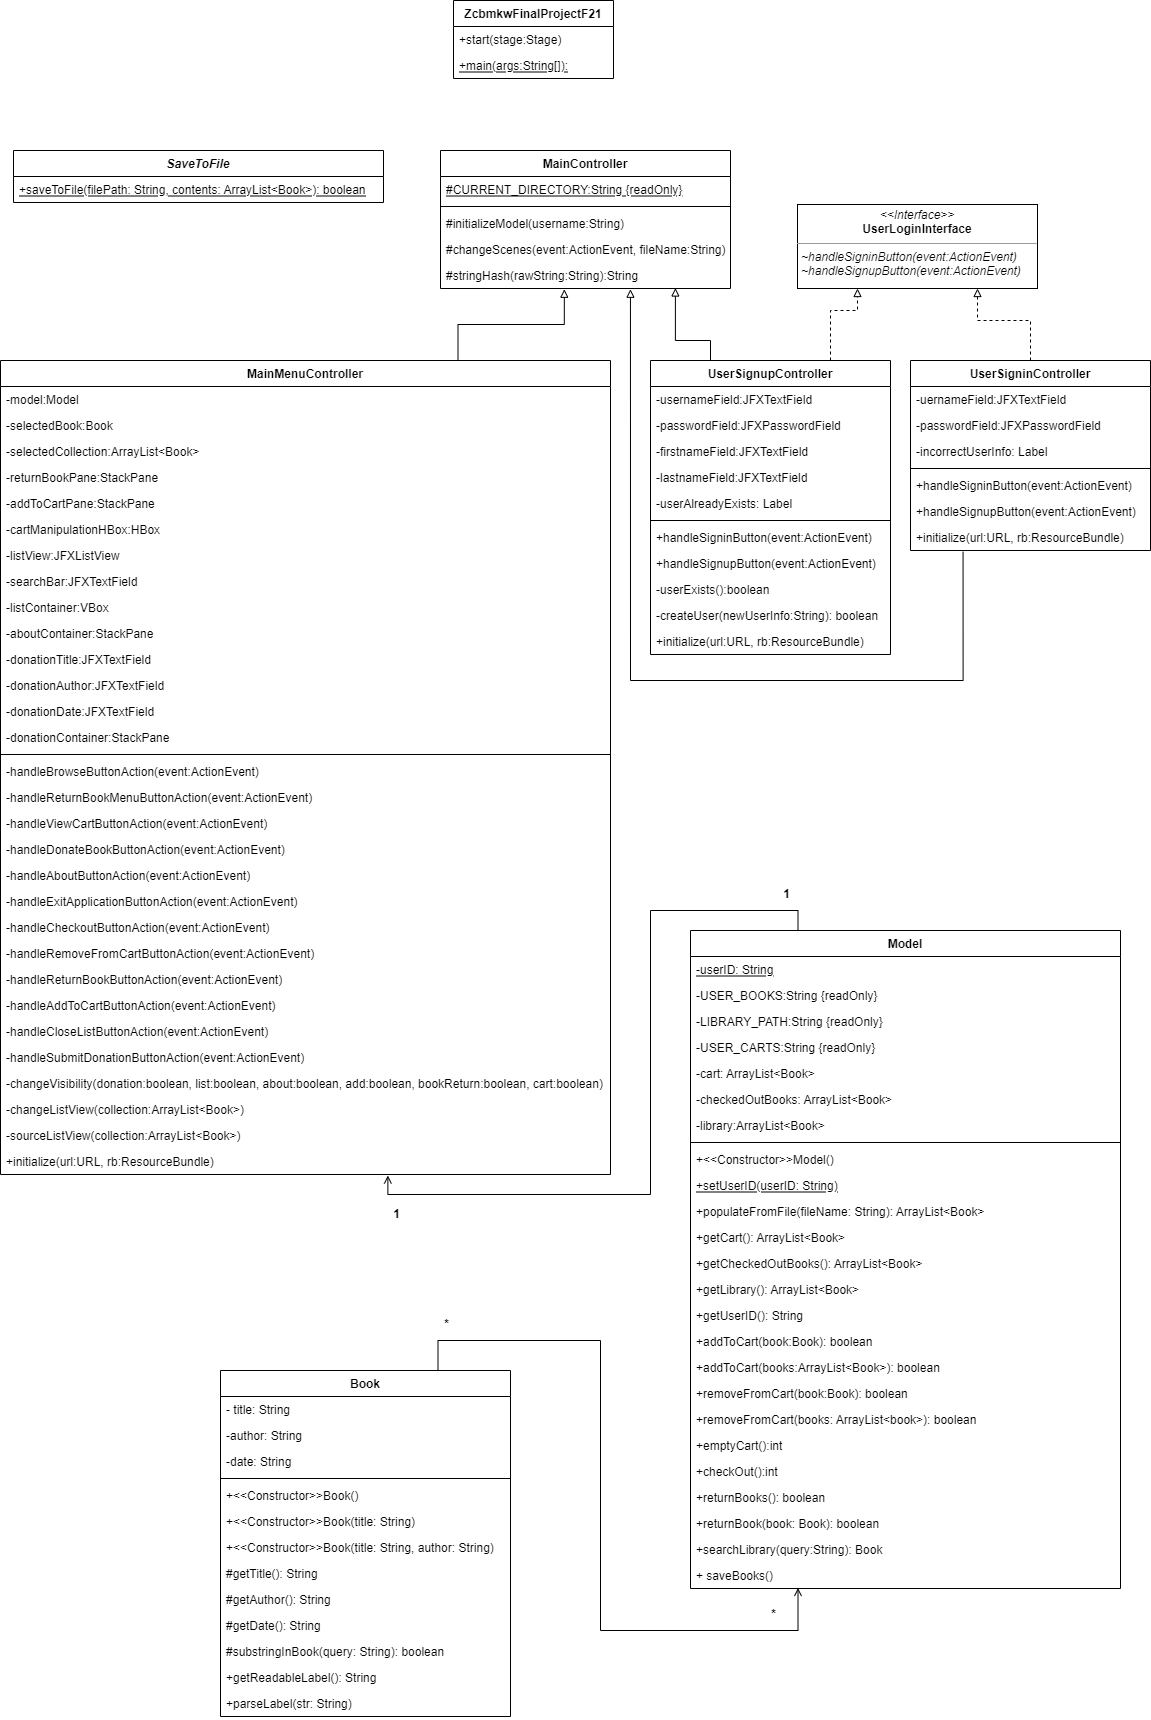 ZcbmkwFinalProjectF21
+start(stage:Stage)
+main(args:String[]):
SaveToFile
+saveToFile(filePath: String, contents: ArrayList<Book>): boolean
MainController
#CURRENT_DIRECTORY:String {readOnly}
#initializeModel(username:String)
#changeScenes(event:ActionEvent, fileName:String)
#stringHash(rawString:String):String
<<Interface>>
UserLoginInterface
~handleSigninButton(event:ActionEvent)
~handleSignupButton(event:ActionEvent)
MainMenuController
-model:Model
-selectedBook:Book
-selectedCollection:ArrayList<Book>
-returnBookPane:StackPane
-addToCartPane:StackPane
-cartManipulationHBox:HBox
-listView:JFXListView
-searchBar:JFXTextField
-listContainer:VBox
-aboutContainer:StackPane
-donationTitle:JFXTextField
-donationAuthor:JFXTextField
-donationDate:JFXTextField
-donationContainer:StackPane
-handleBrowseButtonAction(event:ActionEvent)
-handleReturnBookMenuButtonAction(event:ActionEvent)
-handleViewCartButtonAction(event:ActionEvent)
-handleDonateBookButtonAction(event:ActionEvent)
-handleAboutButtonAction(event:ActionEvent)
-handleExitApplicationButtonAction(event:ActionEvent)
-handleCheckoutButtonAction(event:ActionEvent)
-handleRemoveFromCartButtonAction(event:ActionEvent)
-handleReturnBookButtonAction(event:ActionEvent)
-handleAddToCartButtonAction(event:ActionEvent)
-handleCloseListButtonAction(event:ActionEvent)
-handleSubmitDonationButtonAction(event:ActionEvent)
-changeVisibility(donation:boolean, list:boolean, about:boolean, add:boolean, bookReturn:boolean, cart:boolean)
-changeListView(collection:ArrayList<Book>)
-sourceListView(collection:ArrayList<Book>)
+initialize(url:URL, rb:ResourceBundle)
UserSignupController
-usernameField:JFXTextField
-passwordField:JFXPasswordField
-firstnameField:JFXTextField
-lastnameField:JFXTextField
-userAlreadyExists: Label
+handleSigninButton(event:ActionEvent)
+handleSignupButton(event:ActionEvent)
-userExists():boolean
-createUser(newUserInfo:String): boolean
+initialize(url:URL, rb:ResourceBundle)
UserSigninController
-uernameField:JFXTextField
-passwordField:JFXPasswordField
-incorrectUserInfo: Label
+handleSigninButton(event:ActionEvent)
+handleSignupButton(event:ActionEvent)
+initialize(url:URL, rb:ResourceBundle)
1
1
Model
-userID: String
-USER_BOOKS:String {readOnly}
-LIBRARY_PATH:String {readOnly}
-USER_CARTS:String {readOnly}
-cart: ArrayList<Book>
-checkedOutBooks: ArrayList<Book>
-library:ArrayList<Book>
+<<Constructor>>Model()
+setUserID(userID: String)
+populateFromFile(fileName: String): ArrayList<Book>
+getCart(): ArrayList<Book>
+getCheckedOutBooks(): ArrayList<Book>
+getLibrary(): ArrayList<Book>
+getUserID(): String
+addToCart(book:Book): boolean
+addToCart(books:ArrayList<Book>): boolean
+removeFromCart(book:Book): boolean
+removeFromCart(books: ArrayList<book>): boolean
+emptyCart():int
+checkOut():int
+returnBooks(): boolean
+returnBook(book: Book): boolean
+searchLibrary(query:String): Book
+ saveBooks()
*
*
Book
- title: String
-author: String
-date: String
+<<Constructor>>Book()
+<<Constructor>>Book(title: String)
+<<Constructor>>Book(title: String, author: String)
#getTitle(): String
#getAuthor(): String
#getDate(): String
#substringInBook(query: String): boolean
+getReadableLabel(): String
+parseLabel(str: String)